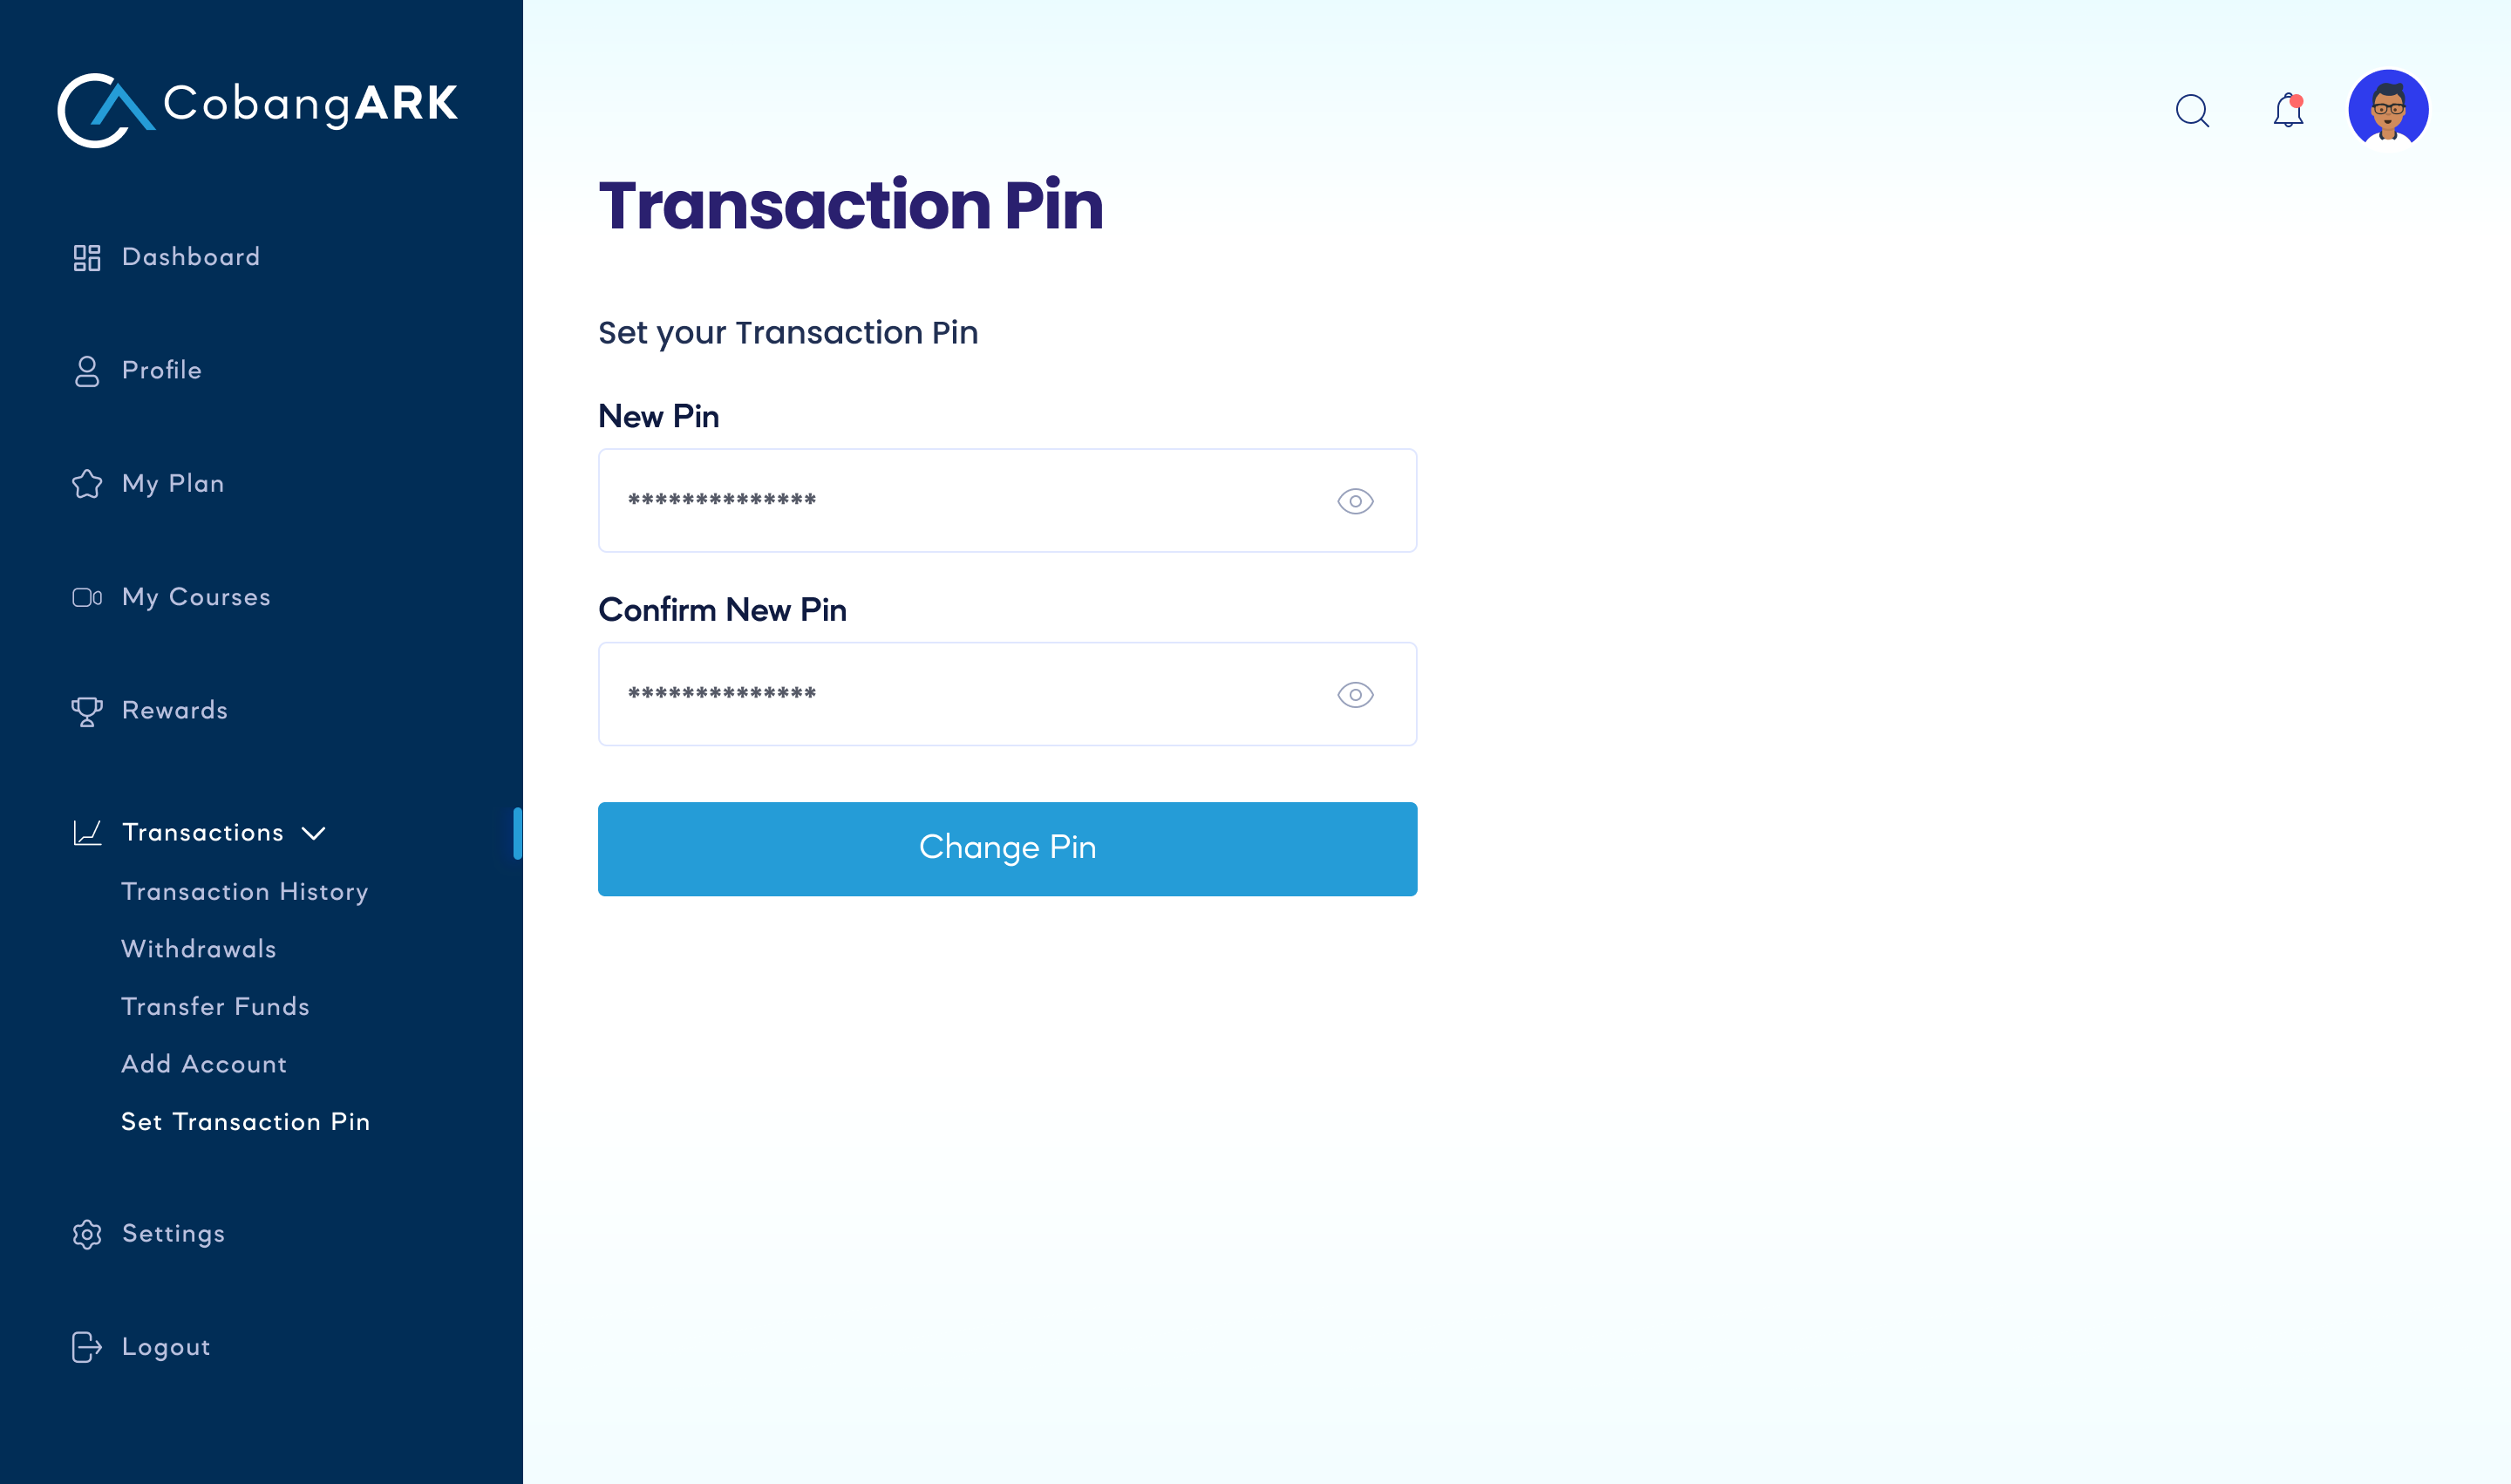 CobangARK
Dashboard
Profile
My Plan
My Courses
Rewards
Transactions
Transaction History
Withdrawals
Transfer Funds
Add Account
Set Transaction Pin
Settings
Logout
Transaction Pin
Set your Transaction Pin
New Pin
**************
Confirm New Pin
**************
Change Pin